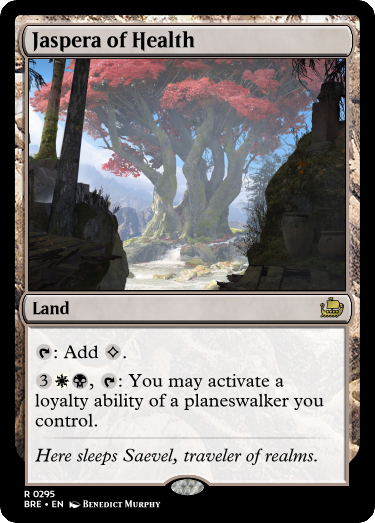 Jaspera of Health
Land
{T}: Add {C}.
{3}{W}{B}, {T}: You may activate a
loyalty ability of a planeswalker you
control.
Here sleeps Saevel, traveler of realms.
R 0295
BRE • EN Benedict Murphy